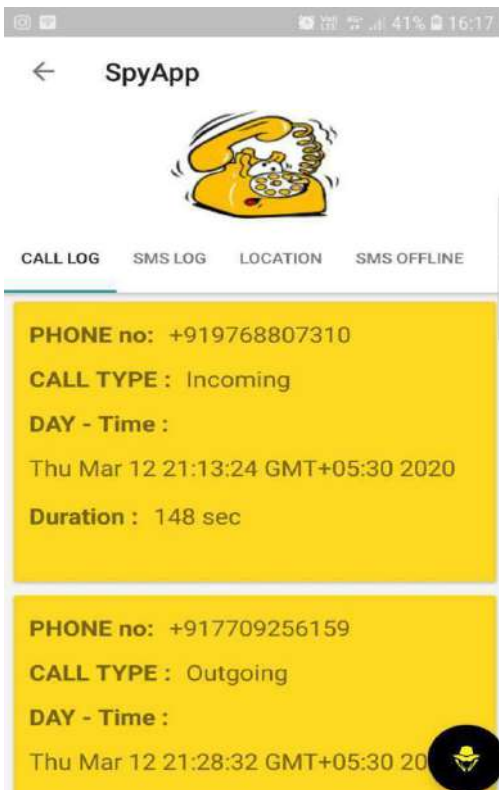 41% 16:17
SpyApp
CALL LOG SMS LOG LOCATION SMS OFFLINE
PHONE no: +919768807310
CALL TYPE : Incoming
DAY - Time :
Thu Mar 12 21:13:24 GMT+05:30 2020
Duration : 148 sec
PHONE no: +917709256159
CALL TYPE : Outgoing
DAY - Time :
Thu Mar 12 21:28:32 GMT+05:30 20